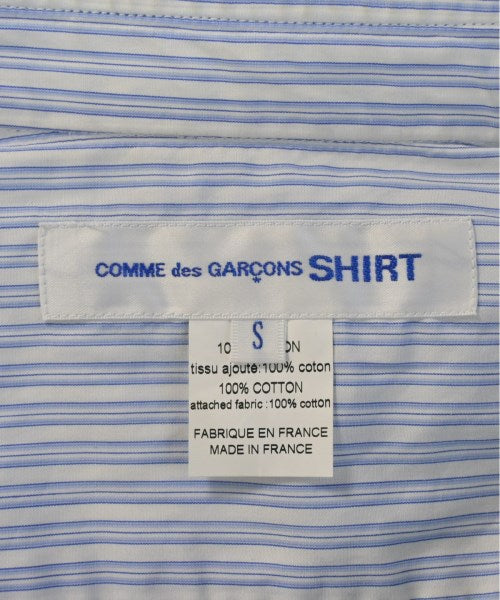 COMME des GARÇONS SHIRT
S
tissu ajouté:100% coton
100% COTTON
attached fabric :100% cotton
FABRIQUE EN FRANCE
MADE IN FRANCE